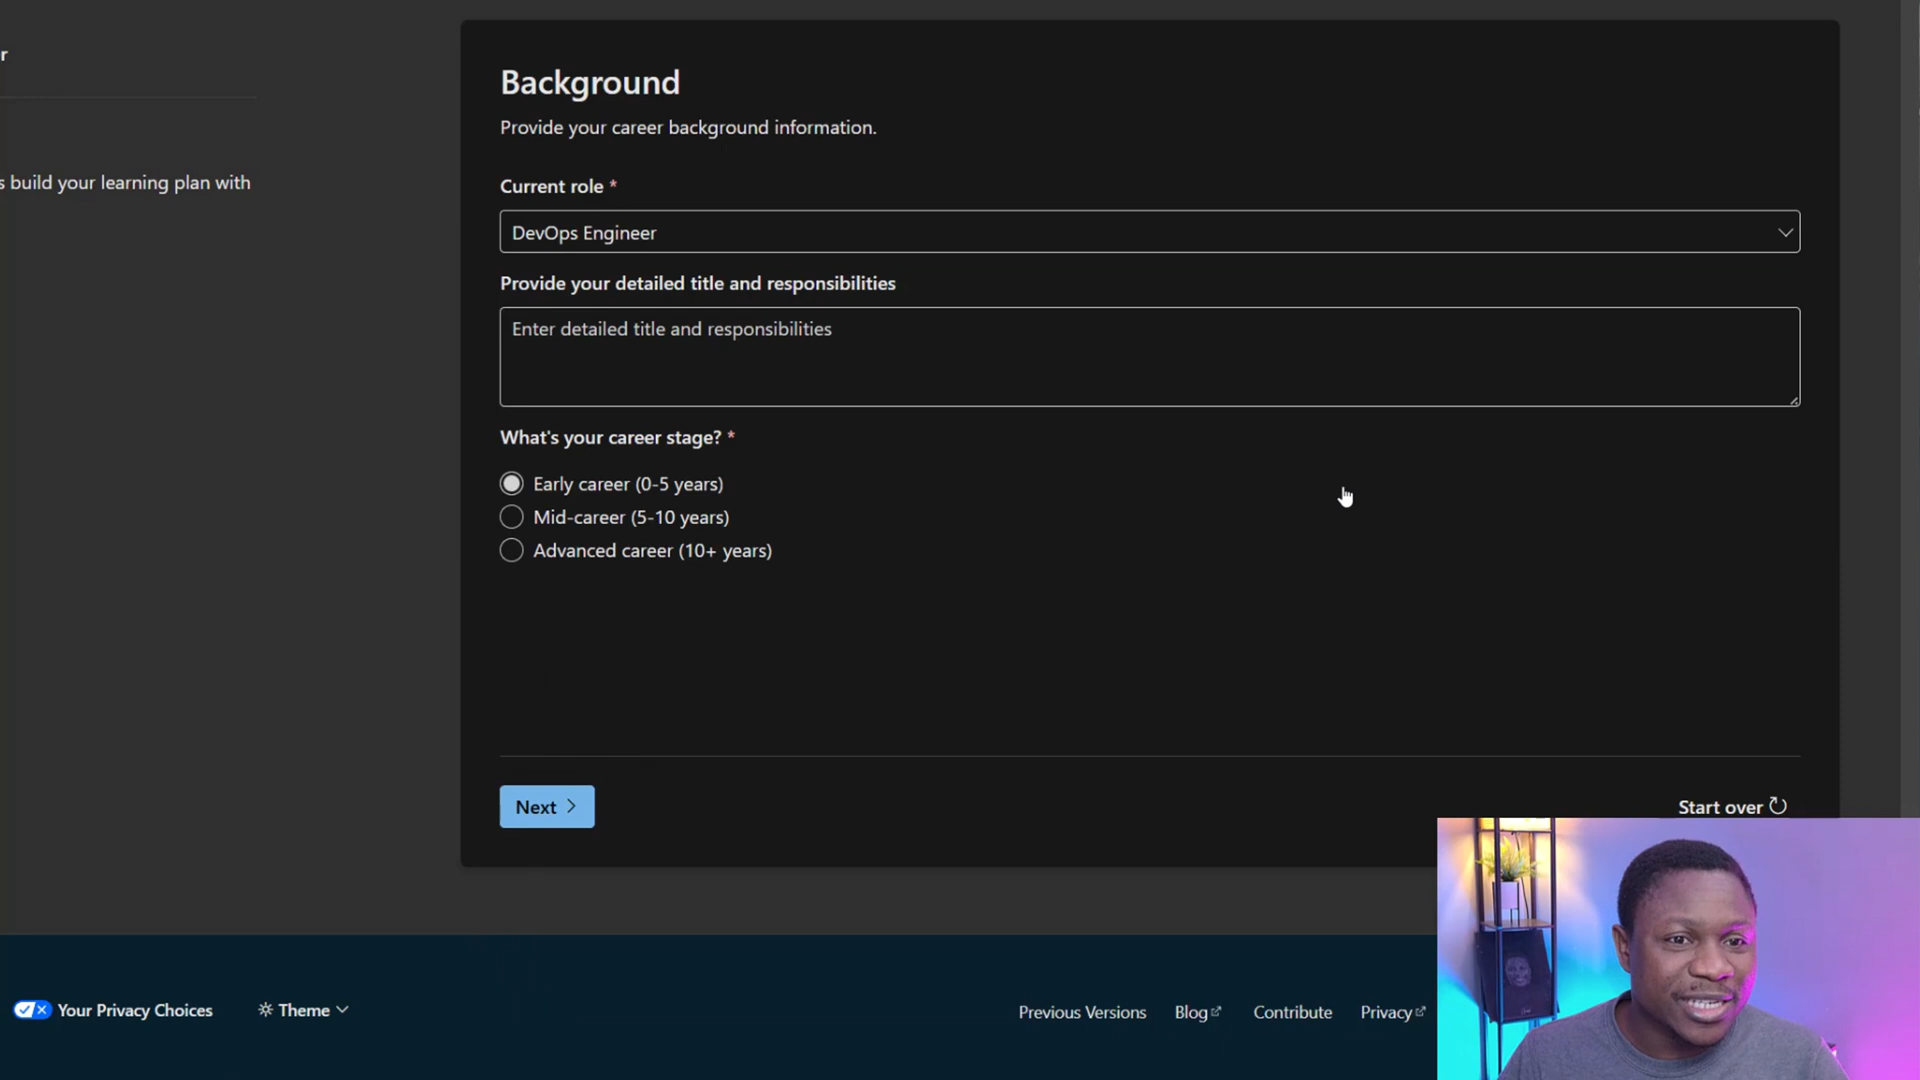 r
s build your learning plan with
Background
Provide your career background information.
Current role *
DevOps Engineer
Provide your detailed title and responsibilities
Enter detailed title and responsibilities
What's your career stage? *
Early career (0-5 years)
Mid-career (5-10 years)
Advanced career (10+ years)
Next
Start over
Your Privacy Choices
Theme
Previous Versions
Blog
Contribute
Privacy